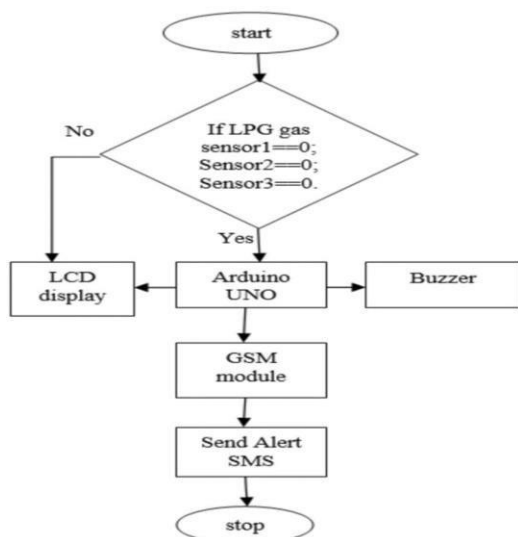 start
No
If LPG gas
sensor1==0;
Sensor2==0;
Sensor3==0.
Yes
LCD
display
Arduino
UNO
Buzzer
GSM
module
Send Alert
SMS
stop